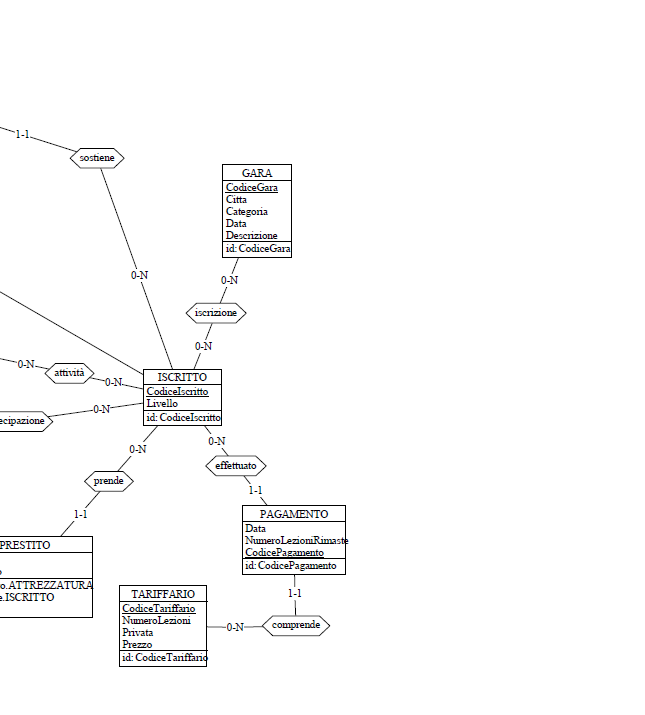 1-1
sostiene
GARA
CodiceGara
Citta
Categoria
Data
Descrizione
id: CodiceGara
0-N
0-N
iscrizione
0-N
0-N
attività
0-N
ISCRITTO
CodiceIscritto
Livello
id: CodiceIscritto
0-N
ecipazione
0-N
0-N
prende
effettuato
1-1
1-1
PAGAMENTO
Data
NumeroLezioniRimaste
CodicePagamento
id: CodicePagamento
PRESTITO
o
o.ATTREZZATURA
e.ISCRITTO
1-1
TARIFFARIO
CodiceTariffario
NumeroLezioni
Privata
Prezzo
id: CodiceTariffario
0-N
comprende